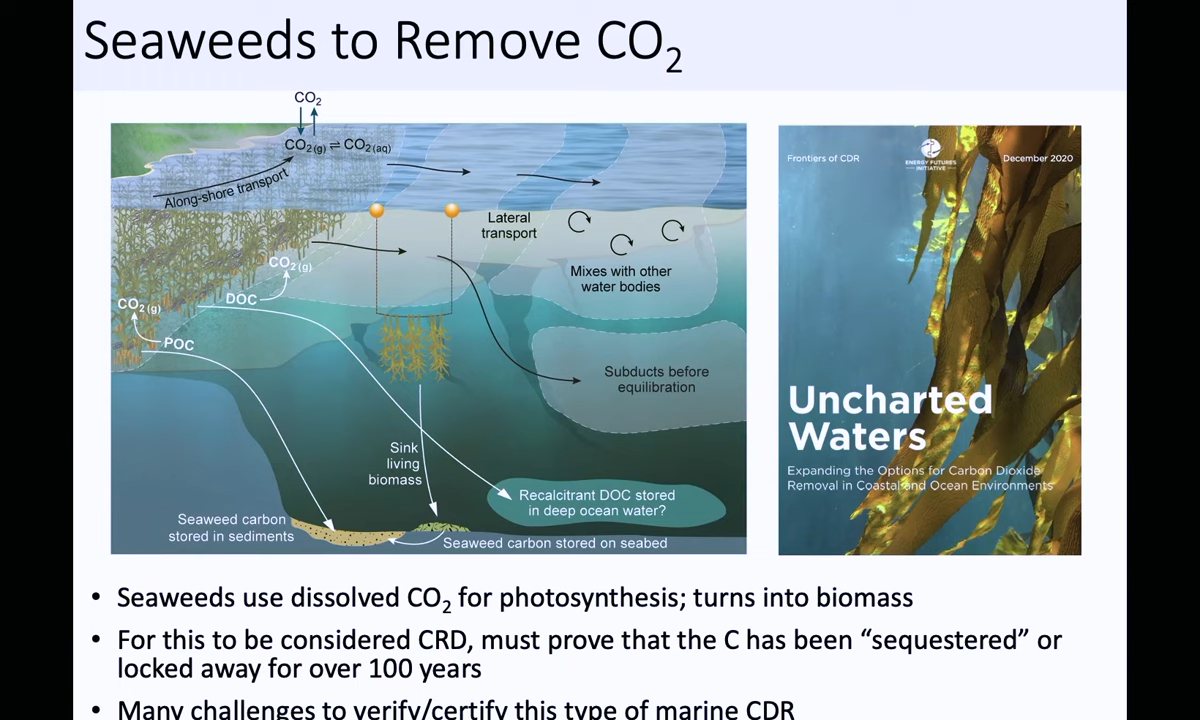 Seaweeds to Remove CO₂
CO₂
CO₂(g) ⇌ CO₂(aq)
Along-shore transport
Lateral
transport
Mixes with other
water bodies
CO₂(g)
DOC
CO₂(g)
POC
Subducts before
equilibration
Sink
living
biomass
Recalcitrant DOC stored
in deep ocean water?
Seaweed carbon
stored in sediments
Seaweed carbon stored on seabed
Frontiers of CDR
ENERGY FUTURES
INITIATIVE
December 2020
Uncharted
Waters
Expanding the Options for Carbon Dioxide
Removal in Coastal and Ocean Environments
• Seaweeds use dissolved CO₂ for photosynthesis; turns into biomass
• For this to be considered CRD, must prove that the C has been “sequestered” or
locked away for over 100 years
• Many challenges to verify/certify this type of marine CDR